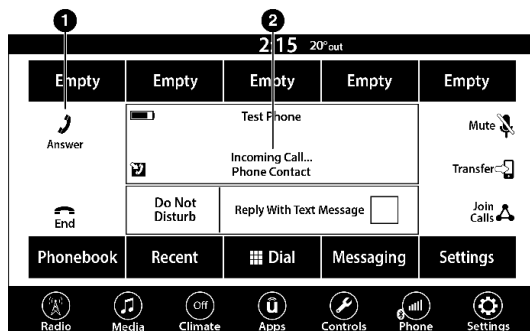 1
2
2:15 20°out
Empty Empty Empty Empty Empty
Test Phone
Mute
Answer
Incoming Call...
Phone Contact
Transfer
Do Not
Disturb
Reply With Text Message
Join
Calls
End
Phonebook Recent Dial Messaging Settings
Off
Radio Media Climate Apps Controls Phone Settings